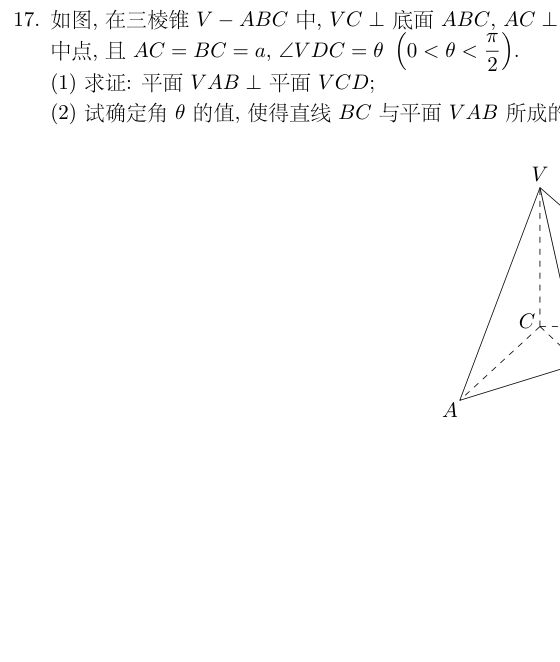 17. 如图, 在三棱锥 V − ABC 中, VC ⊥ 底面 ABC, AC ⊥
中点, 且 AC = BC = a, ∠VDC = θ (0 < θ < π/2).
(1) 求证: 平面 VAB ⊥ 平面 VCD;
(2) 试确定角 θ 的值, 使得直线 BC 与平面 VAB 所成的
V
C
A